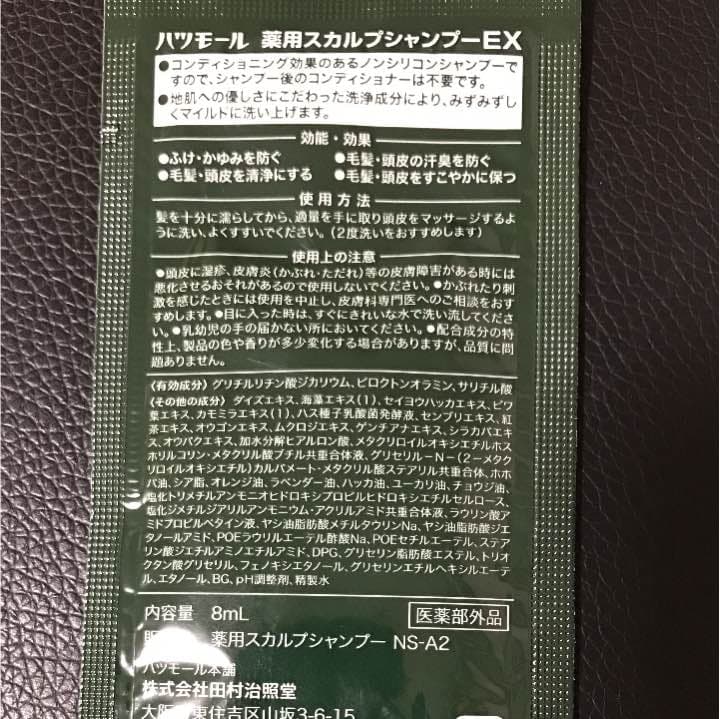 ハツモール 薬用スカルプシャンプーEX
●コンディショニング効果のあるノンシリコンシャンプーで
すので、シャンプー後のコンディショナーは不要です。
●地肌への優しさにこだわった洗浄成分により、みずみずし
くマイルドに洗い上げます。
効能・効果
●ふけ・かゆみを防ぐ ●毛髪・頭皮の汗臭を防ぐ
●毛髪・頭皮を清浄にする ●毛髪・頭皮をすこやかに保つ
使用方法
髪を十分に濡らしてから、適量を手に取り頭皮をマッサージするよ
うに洗い、よくすすいでください。(2度洗いをおすすめします)
使用上の注意
●頭皮に湿疹、皮膚炎(かぶれ・ただれ)等の皮膚障害がある時には
悪化させるおそれがあるので使用しないでください。●かぶれたり刺
激を感じたときには使用を中止し、皮膚科専門医へのご相談をおす
すめします。●目に入った時は、すぐにきれいな水で洗い流してくださ
い。●乳幼児の手の届かない所においてください。●配合成分の特
性上、製品の色や香りが多少変化する場合がありますが、品質に問
題ありません。
〈有効成分〉グリチルリチン酸ジカリウム、ピロクトンオラミン、サリチル酸
〈その他の成分〉ダイズエキス、海藻エキス(1)、セイヨウハッカエキス、ビワ
葉エキス、カモミラエキス(1)、ハス種子乳酸菌発酵液、センブリエキス、紅
茶エキス、オウゴンエキス、ムクロジエキス、ゲンチアナエキス、シラカバエキ
ス、オウバクエキス、加水分解ヒアルロン酸、メタクリロイルオキシエチルホス
ホリルコリン・メタクリル酸ブチル共重合体液、グリセリル-N-(2-メタク
リロイルオキシエチル)カルバメート・メタクリル酸ステアリル共重合体、ホホ
バ油、シア脂、オレンジ油、ラベンダー油、ハッカ油、ユーカリ油、チョウジ油、
塩化トリメチルアンモニオヒドロキシプロピルヒドロキシエチルセルロース、
塩化ジメチルジアリルアンモニウム・アクリルアミド共重合体液、ラウリン酸ア
ミドプロピルベタイン液、ヤシ油脂肪酸メチルタウリンNa、ヤシ油脂肪酸ジエ
タノールアミド、POEラウリルエーテル酢酸Na、POEセチルエーテル、ステア
リン酸ジエチルアミノエチルアミド、DPG、グリセリン脂肪酸エステル、トリオ
クタン酸グリセリル、フェノキシエタノール、グリセリンエチルヘキシルエーテ
ル、エタノール、BG、pH調整剤、精製水
内容量 8mL 医薬部外品
薬用スカルプシャンプー NS-A2
ハツモール本舗
株式会社田村治照堂
大阪 東住吉区山坂3-6-15